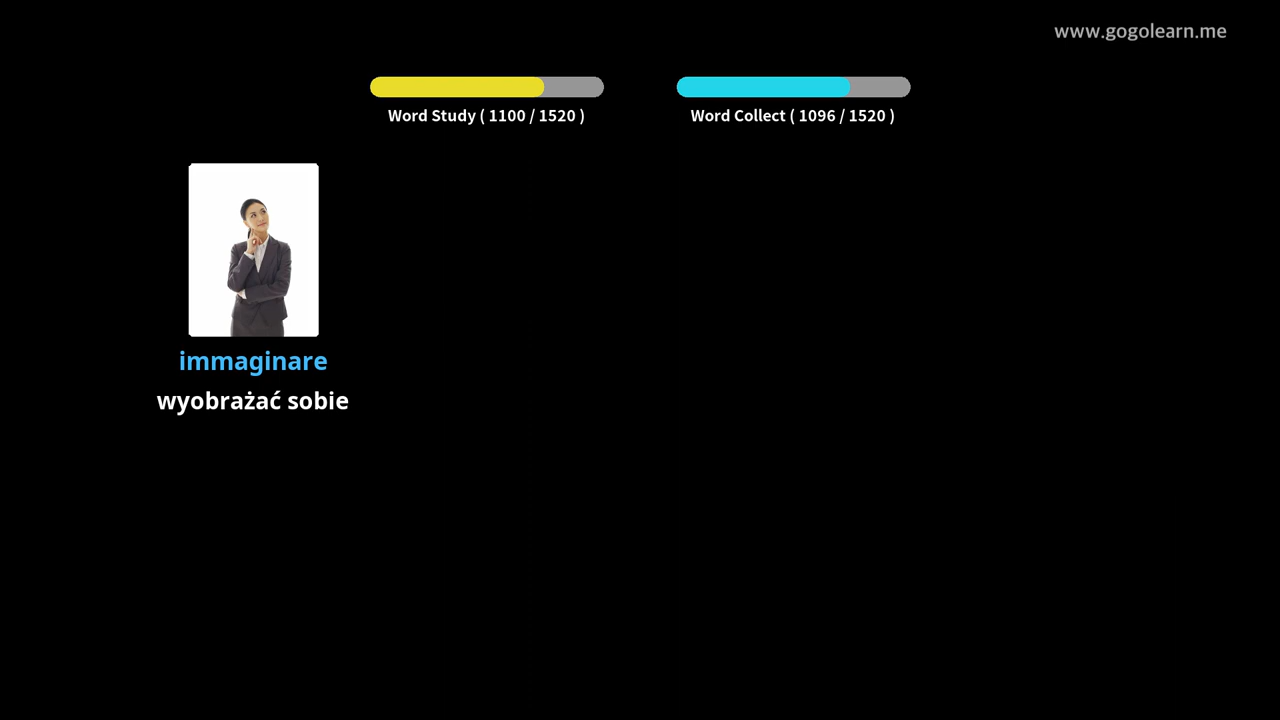 www.gogolearn.me
Word Study ( 1100 / 1520 )
Word Collect ( 1096 / 1520 )
immaginare
wyobrażać sobie